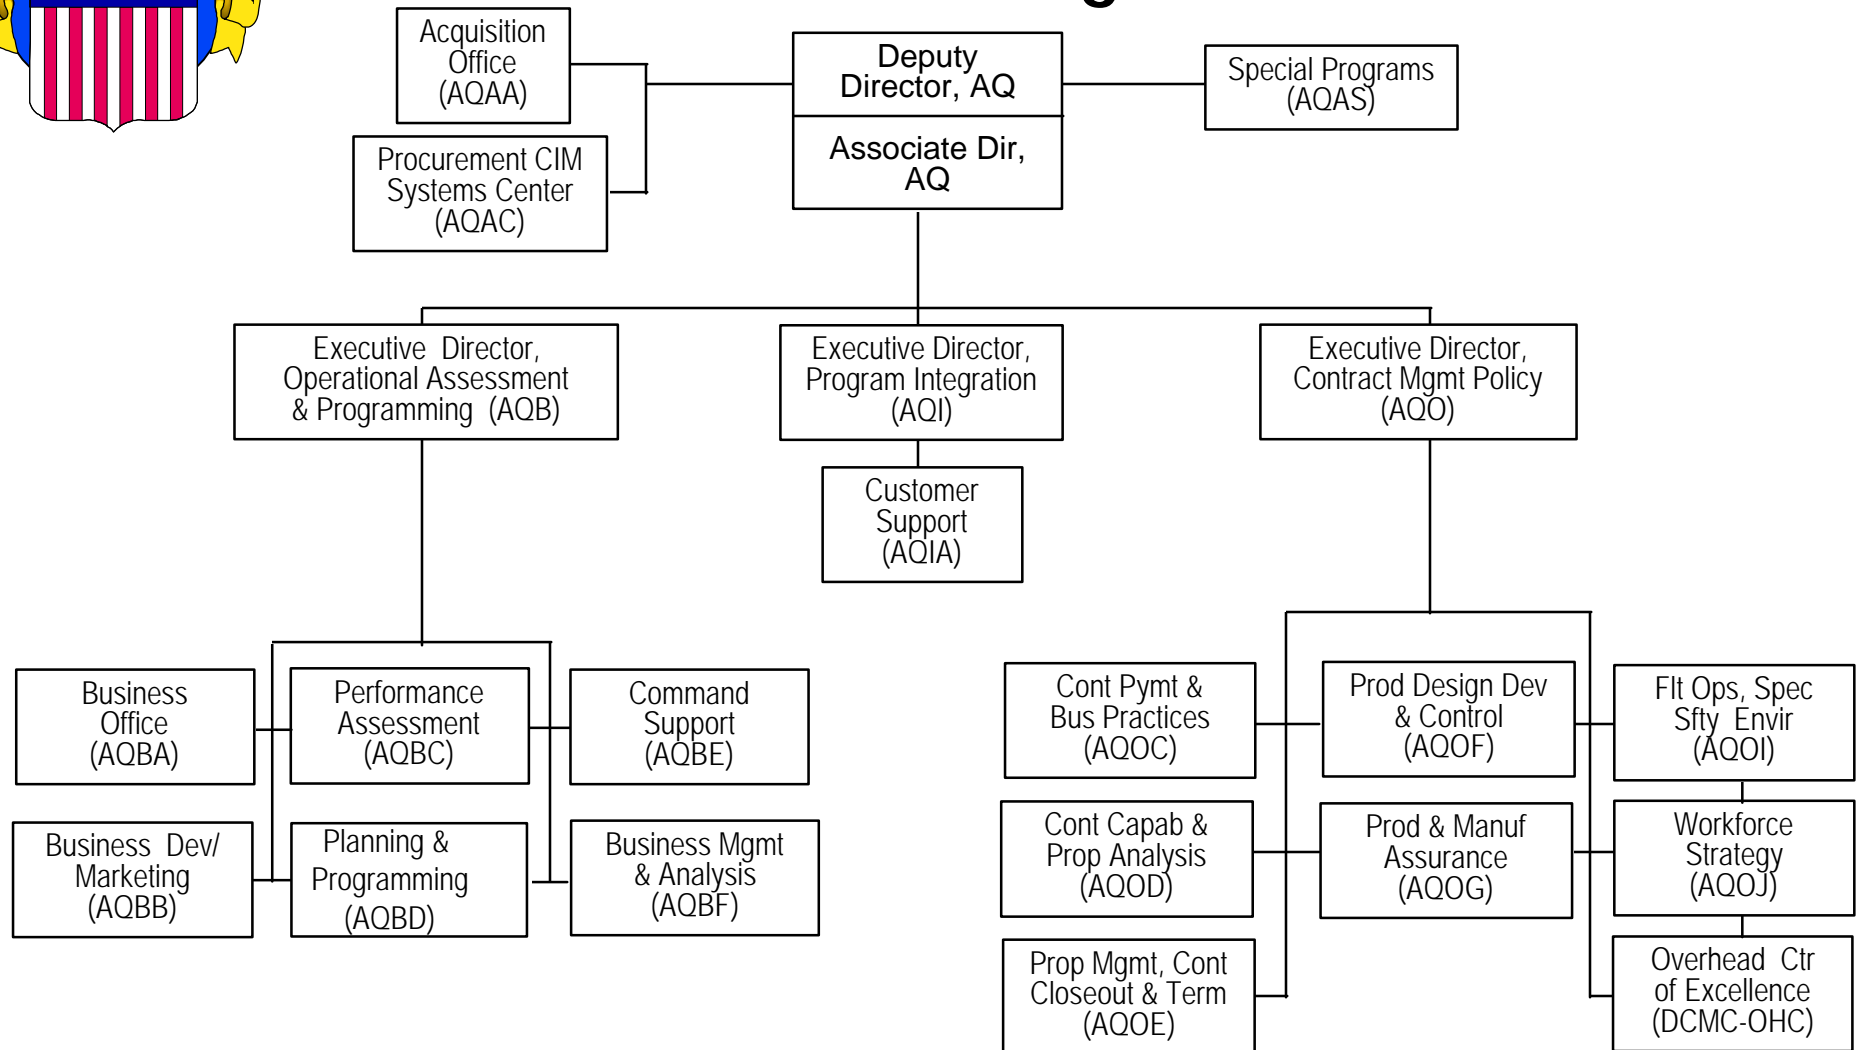 Acquisition
Office
(AQAA)
Deputy
Director, AQ
Associate Dir,
AQ
Special Programs
(AQAS)
Procurement CIM
Systems Center
(AQAC)
Executive Director,
Operational Assessment
& Programming (AQB)
Executive Director,
Program Integration
(AQI)
Executive Director,
Contract Mgmt Policy
(AQO)
Customer
Support
(AQIA)
Business
Office
(AQBA)
Performance
Assessment
(AQBC)
Command
Support
(AQBE)
Business Dev/
Marketing
(AQBB)
Planning &
Programming
(AQBD)
Business Mgmt
& Analysis
(AQBF)
Cont Pymt &
Bus Practices
(AQOC)
Prod Design Dev
& Control
(AQOF)
Flt Ops, Spec
Sfty Envir
(AQOI)
Cont Capab &
Prop Analysis
(AQOD)
Prod & Manuf
Assurance
(AQOG)
Workforce
Strategy
(AQOJ)
Prop Mgmt, Cont
Closeout & Term
(AQOE)
Overhead Ctr
of Excellence
(DCMC-OHC)